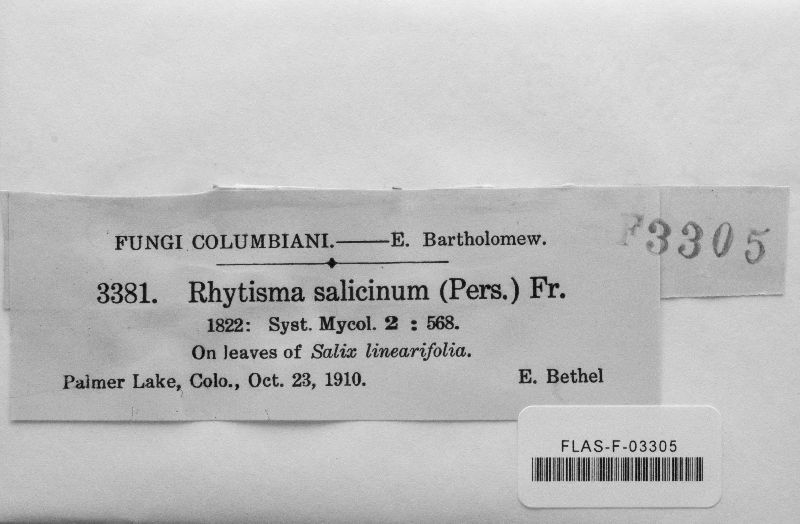 FUNGI COLUMBIANI.——E. Bartholomew.
F3305
3381. Rhytisma salicinum (Pers.) Fr.
1822: Syst. Mycol. 2 : 568.
On leaves of Salix linearifolia.
Palmer Lake, Colo., Oct. 23, 1910. E. Bethel
FLAS-F-03305